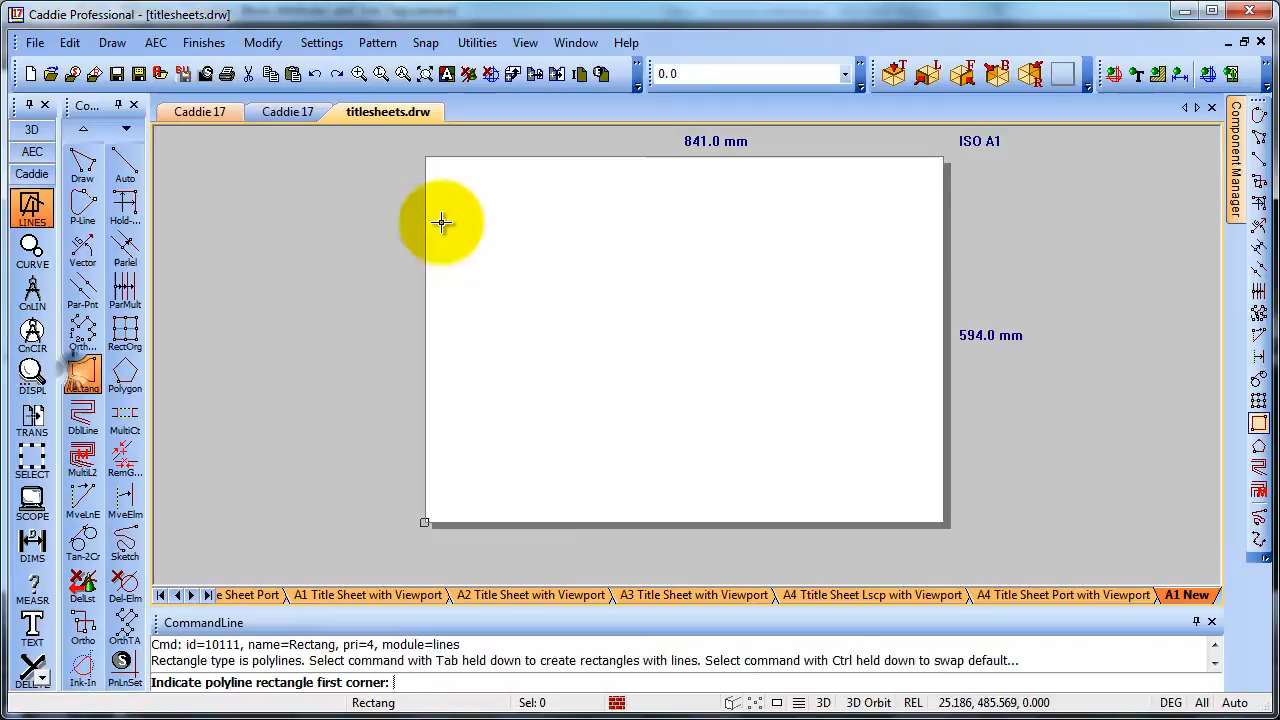 Caddie Professional - [titlesheets.drw]
File Edit Draw AEC Finishes Modify Settings Pattern Snap Utilities View Window Help
0.0
Co...
Caddie 17 Caddie 17 titlesheets.drw
3D
AEC
Caddie
LINES
CURVE
CnLIN
CnCIR
DISPL
TRANS
SELECT
SCOPE
DIMS
MEASR
TEXT
Draw Auto
P-Line Hold-...
Vector Parlel
Par-Pnt ParMult
Orth... RectOrg
Rectang Polygon
DblLine MultiCt
MultiL2 RemG...
MveLnE MveElm
Tan-2Cr Sketch
DelLst Del-Elm
Ortho OrthTA
Ink-In PnLnSet
841.0 mm ISO A1
594.0 mm
Component Manager
e Sheet Port A1 Title Sheet with Viewport A2 Title Sheet with Viewport A3 Title Sheet with Viewport A4 Ttitle Sheet Lscp with Viewport A4 Title Sheet Port with Viewport A1 New
CommandLine
Cmd: id=10111, name=Rectang, pri=4, module=lines
Rectangle type is polylines. Select command with Tab held down to create rectangles with lines. Select command with Ctrl held down to swap default...
Indicate polyline rectangle first corner:
Rectang Sel: 0 3D 3D Orbit REL 25.186, 485.569, 0.000 DEG All Auto